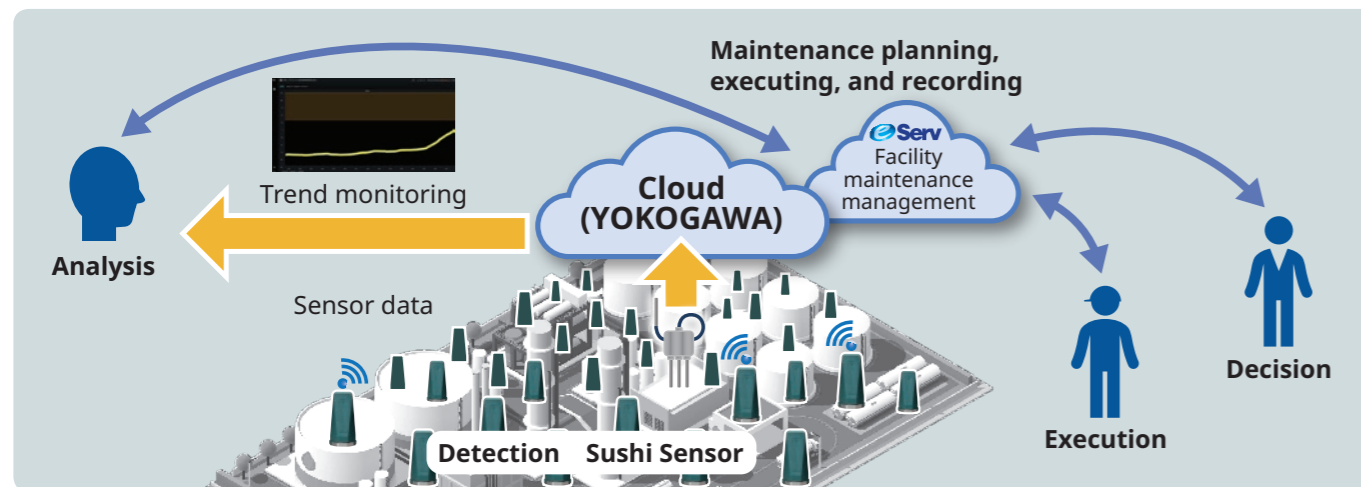 Maintenance planning,
executing, and recording
eServ
Facility
maintenance
management
Cloud
(YOKOGAWA)
Trend monitoring
Analysis
Sensor data
Detection Sushi Sensor
Execution
Decision